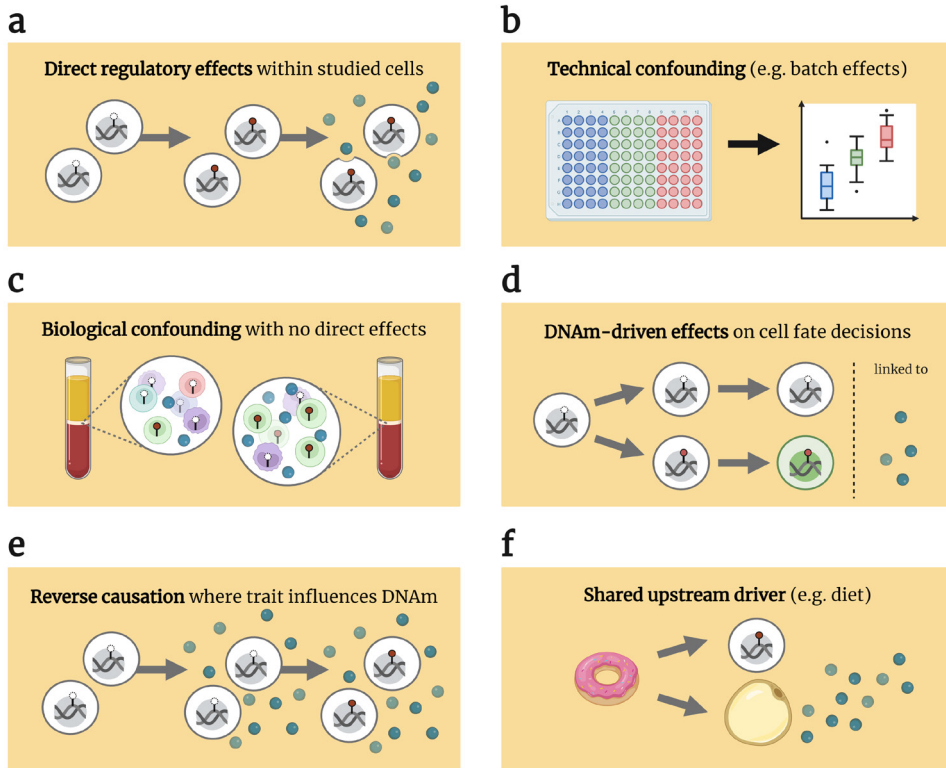 a
Direct regulatory effects within studied cells
b
Technical confounding (e.g. batch effects)
c
Biological confounding with no direct effects
d
DNAm-driven effects on cell fate decisions
linked to
e
Reverse causation where trait influences DNAm
f
Shared upstream driver (e.g. diet)